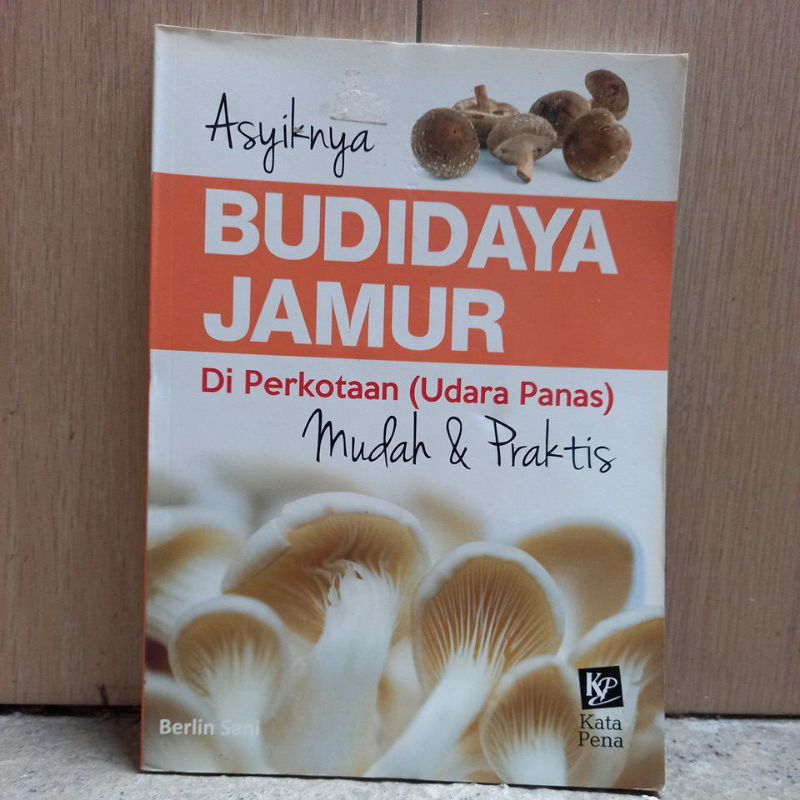 Asyiknya
BUDIDAYA
JAMUR
Di Perkotaan (Udara Panas)
Mudah & Praktis
Berlin Sani
KP
Kata
Pena